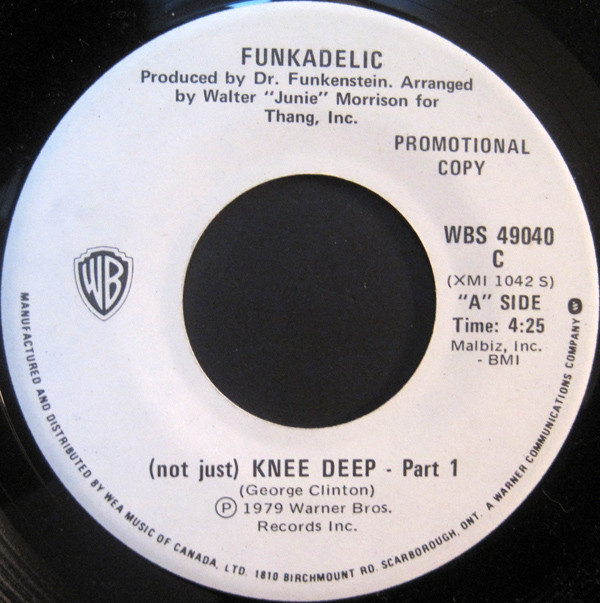 FUNKADELIC
Produced by Dr. Funkenstein. Arranged
by Walter "Junie" Morrison for
Thang, Inc.
PROMOTIONAL
COPY
WB
WBS 49040
C
(XMI 1042 S)
"A" SIDE
Time: 4:25
Malbiz, Inc.
- BMI
(not just) KNEE DEEP - Part 1
(George Clinton)
Ⓟ 1979 Warner Bros.
Records Inc.
MANUFACTURED AND DISTRIBUTED BY WEA MUSIC OF CANADA, LTD. 1810 BIRCHMOUNT RD. SCARBOROUGH, ONT. A WARNER COMMUNICATIONS COMPANY